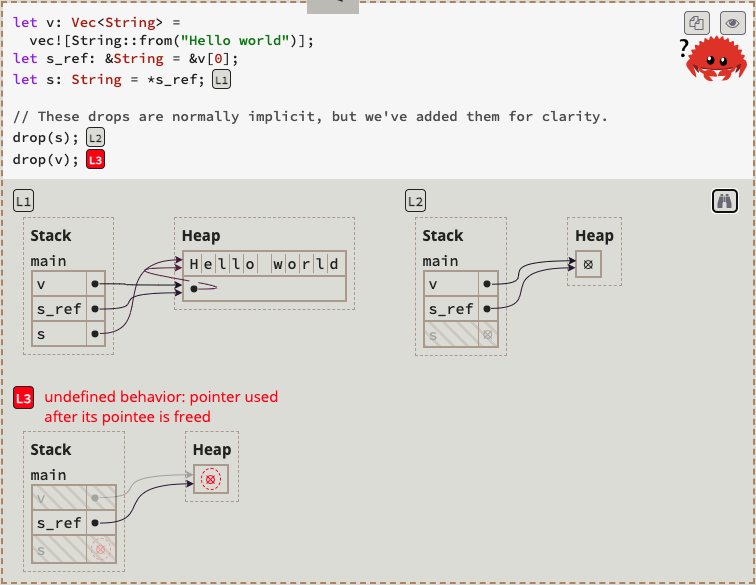 let v: Vec<String> =
  vec![String::from("Hello world")];
let s_ref: &String = &v[0];
let s: String = *s_ref; L1
?
// These drops are normally implicit, but we've added them for clarity.
drop(s); L2
drop(v); L3
L1
Stack
main
v
s_ref
s
Heap
Hello world
L2
Stack
main
v
s_ref
s
Heap
L3 undefined behavior: pointer used
after its pointee is freed
Stack
main
v
s_ref
s
Heap